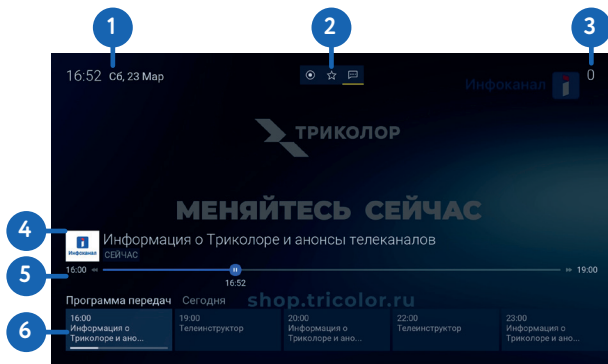 1
2
3
16:52 Сб, 23 Мар
0
Инфоканал
ТРИКОЛОР
МЕНЯЙТЕСЬ СЕЙЧАС
4
Инфоканал
Информация о Триколоре и анонсы телеканалов
СЕЙЧАС
5
16:00
19:00
16:52
Программа передач Сегодня
shop.tricolor.ru
6
16:00
Информация о
Триколоре и ано...
19:00
Телеинструктор
20:00
Информация о
Триколоре и ано...
22:00
Телеинструктор
23:00
Информация о
Триколоре и ано...